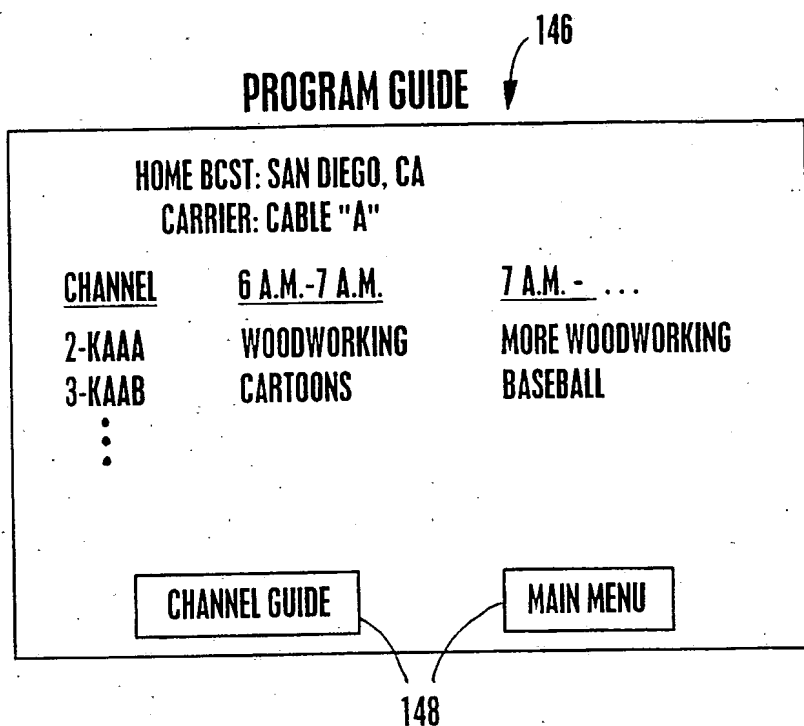 146
PROGRAM GUIDE
HOME BCST: SAN DIEGO, CA
CARRIER: CABLE "A"
CHANNEL 6 A.M.-7 A.M. 7 A.M. - ...
2-KAAA WOODWORKING MORE WOODWORKING
3-KAAB CARTOONS BASEBALL
CHANNEL GUIDE MAIN MENU
148